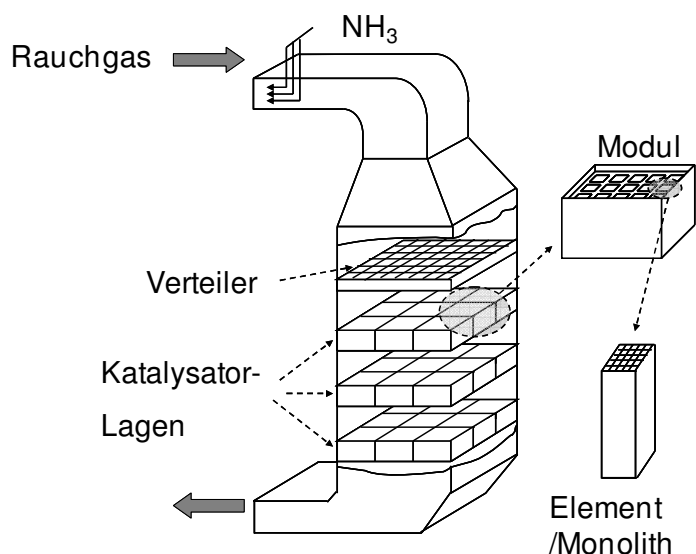 NH3
Rauchgas
Modul
Verteiler
Katalysator-
Lagen
Element
/Monolith